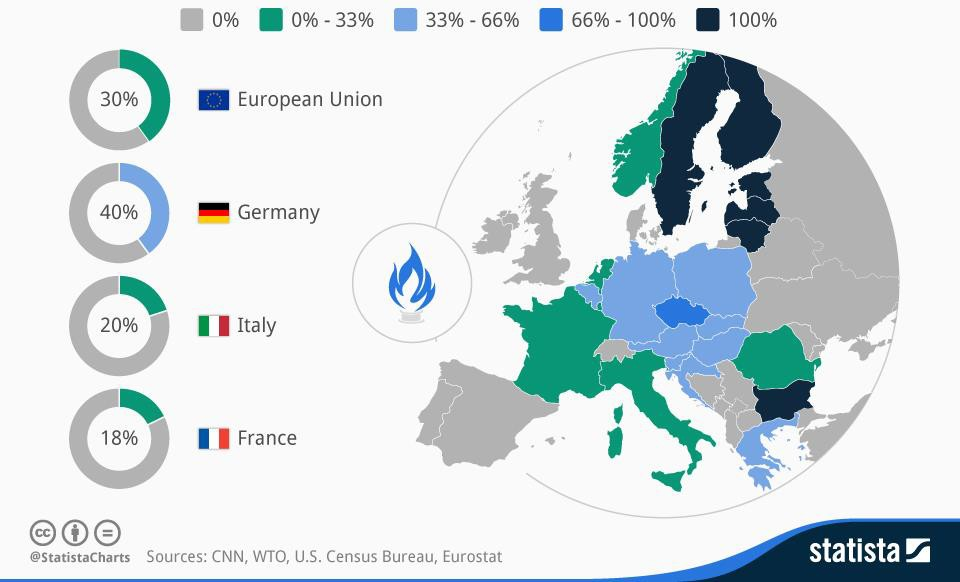 0% 0% - 33% 33% - 66% 66% - 100% 100%
30% European Union
40% Germany
20% Italy
18% France
cc
@StatistaCharts Sources: CNN, WTO, U.S. Census Bureau, Eurostat
statista